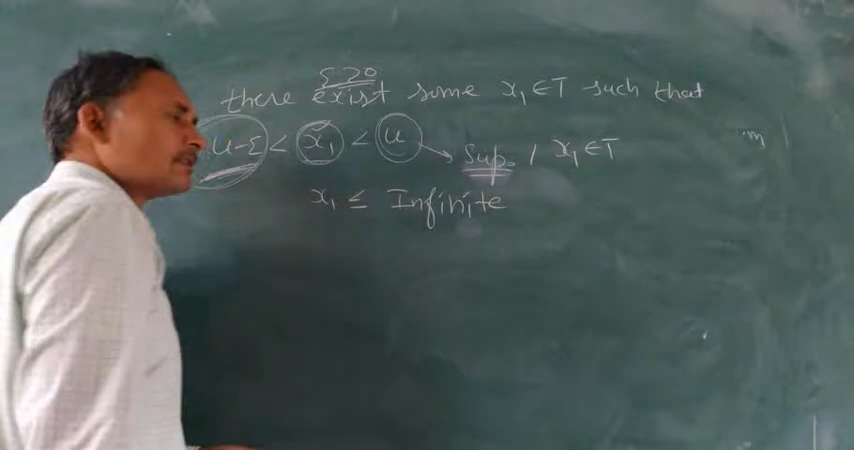 ε>0
there exist some x₁ ∈ T such that
u-ε < x₁ < u → Sup. / x₁ ∈ T
x₁ ≤ Infinite